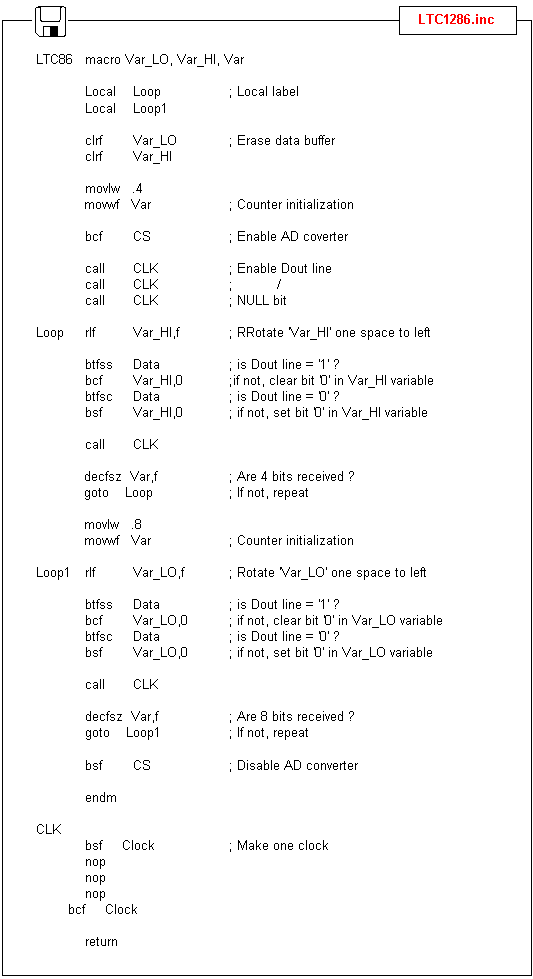 LTC1286.inc
LTC86 macro Var_LO, Var_HI, Var
Local Loop ; Local label
Local Loop1
clrf Var_LO ; Erase data buffer
clrf Var_HI
movlw .4
movwf Var ; Counter initialization
bcf CS ; Enable AD coverter
call CLK ; Enable Dout line
call CLK ; /
call CLK ; NULL bit
Loop rlf Var_HI,f ; RRotate 'Var_HI' one space to left
btfss Data ; is Dout line = '1' ?
bcf Var_HI,0 ;if not, clear bit '0' in Var_HI variable
btfsc Data ; is Dout line = '0' ?
bsf Var_HI,0 ; if not, set bit '0' in Var_HI variable
call CLK
decfsz Var,f ; Are 4 bits received ?
goto Loop ; If not, repeat
movlw .8
movwf Var ; Counter initialization
Loop1 rlf Var_LO,f ; Rotate 'Var_LO' one space to left
btfss Data ; is Dout line = '1' ?
bcf Var_LO,0 ; if not, clear bit '0' in Var_LO variable
btfsc Data ; is Dout line = '0' ?
bsf Var_LO,0 ; if not, set bit '0' in Var_LO variable
call CLK
decfsz Var,f ; Are 8 bits received ?
goto Loop1 ; If not, repeat
bsf CS ; Disable AD converter
endm
CLK
bsf Clock ; Make one clock
nop
nop
nop
bcf Clock
return